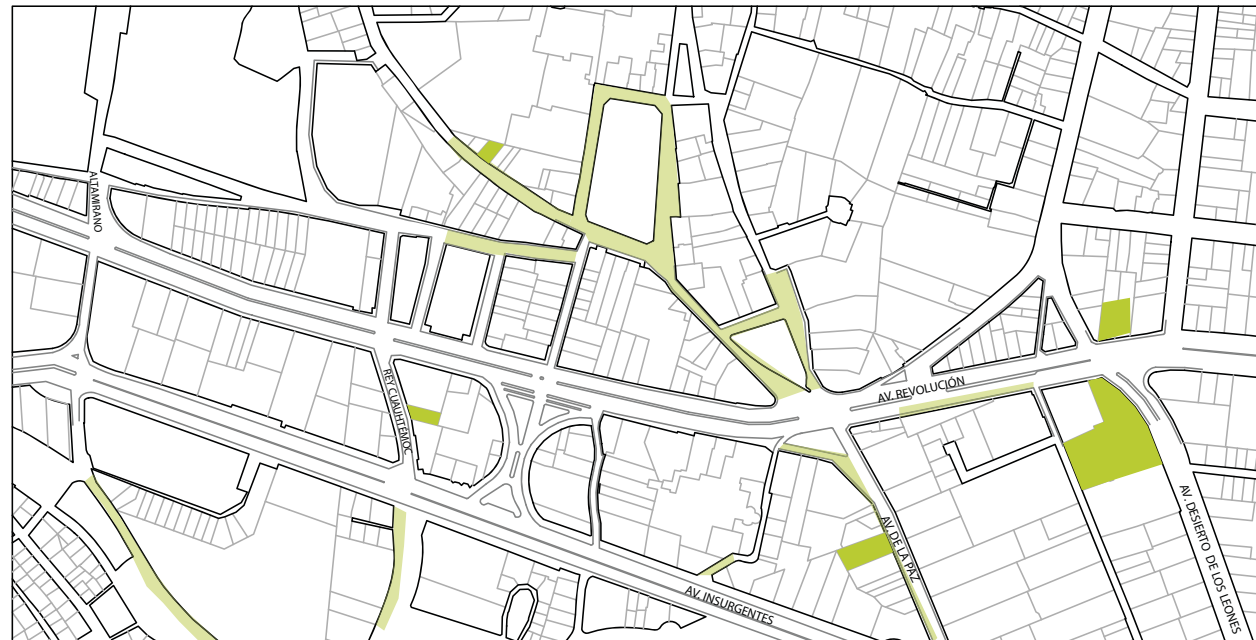 ALTAMIRANO
REY CUAUHTÉMOC
AV. REVOLUCIÓN
AV. DE LA PAZ
AV. DESIERTO DE LOS LEONES
AV. INSURGENTES